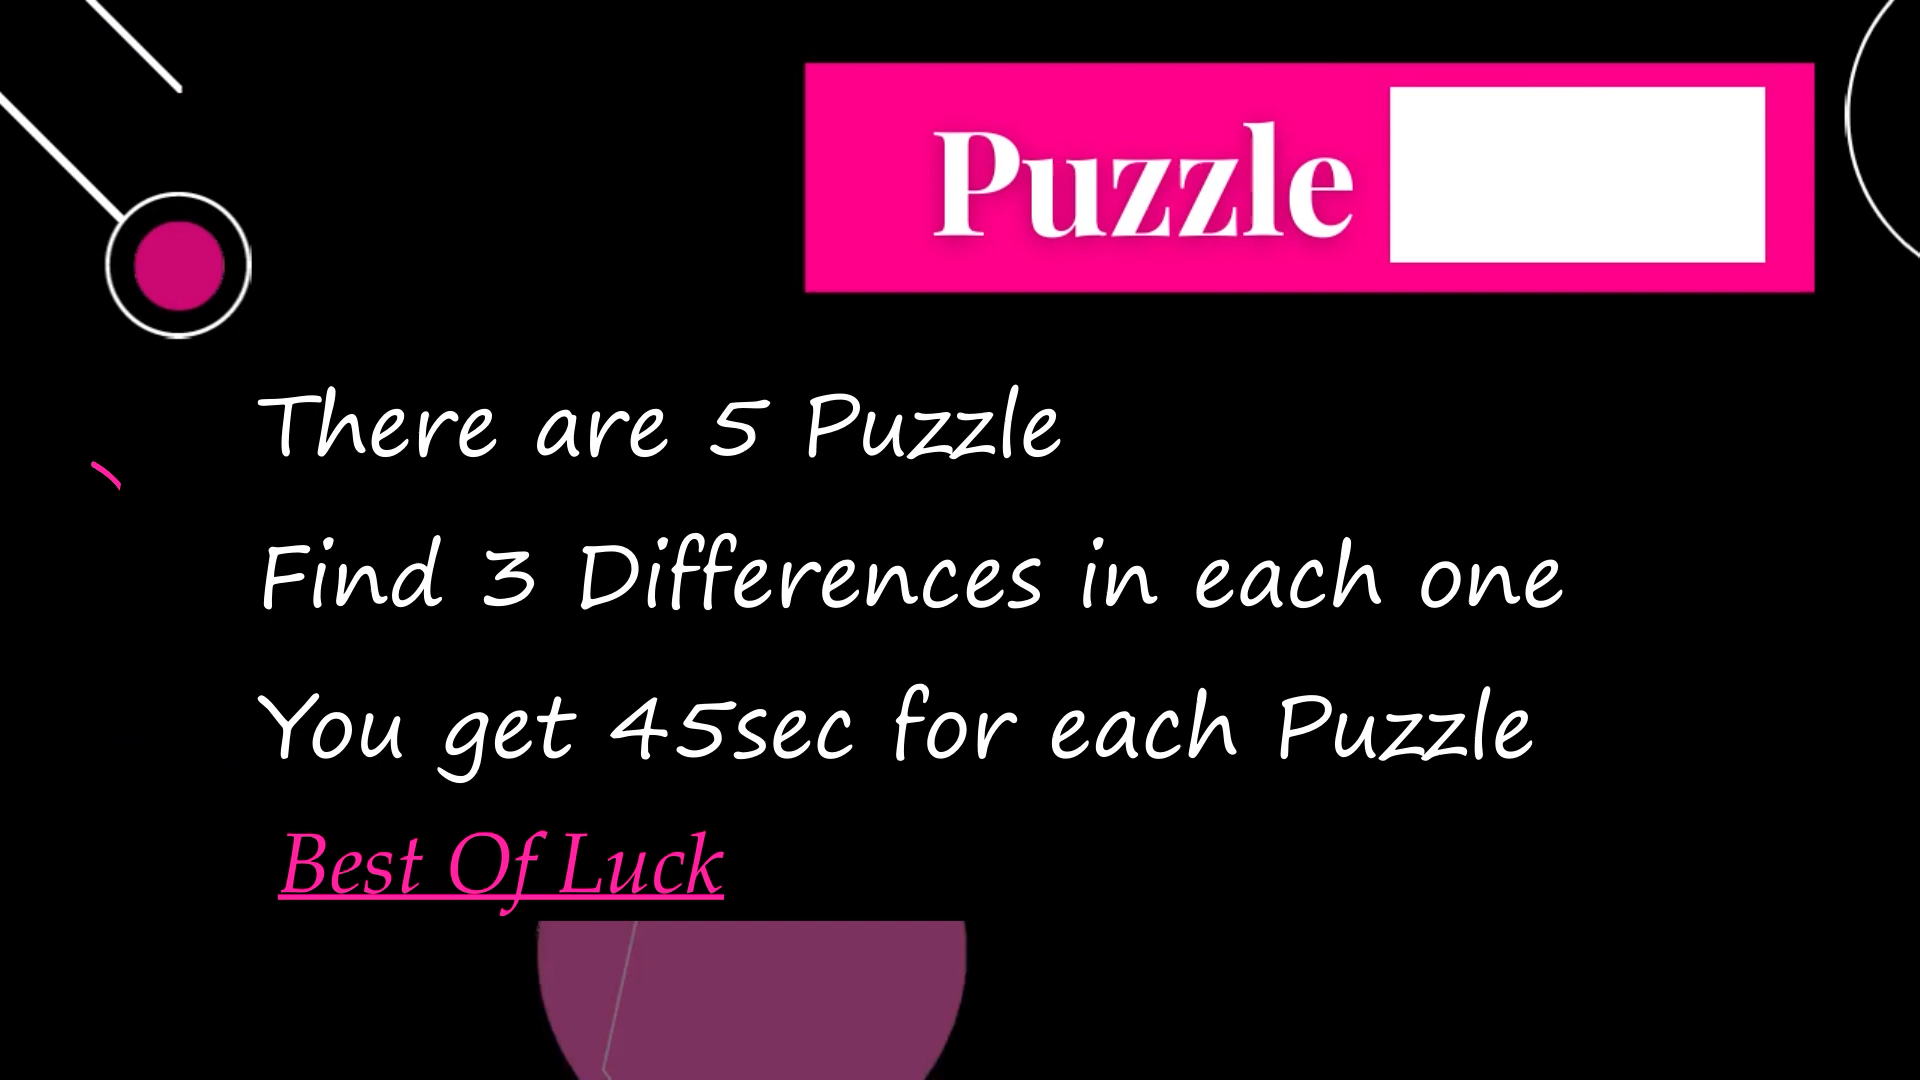 Puzzle
There are 5 Puzzle
Find 3 Differences in each one
You get 45sec for each Puzzle
Best Of Luck